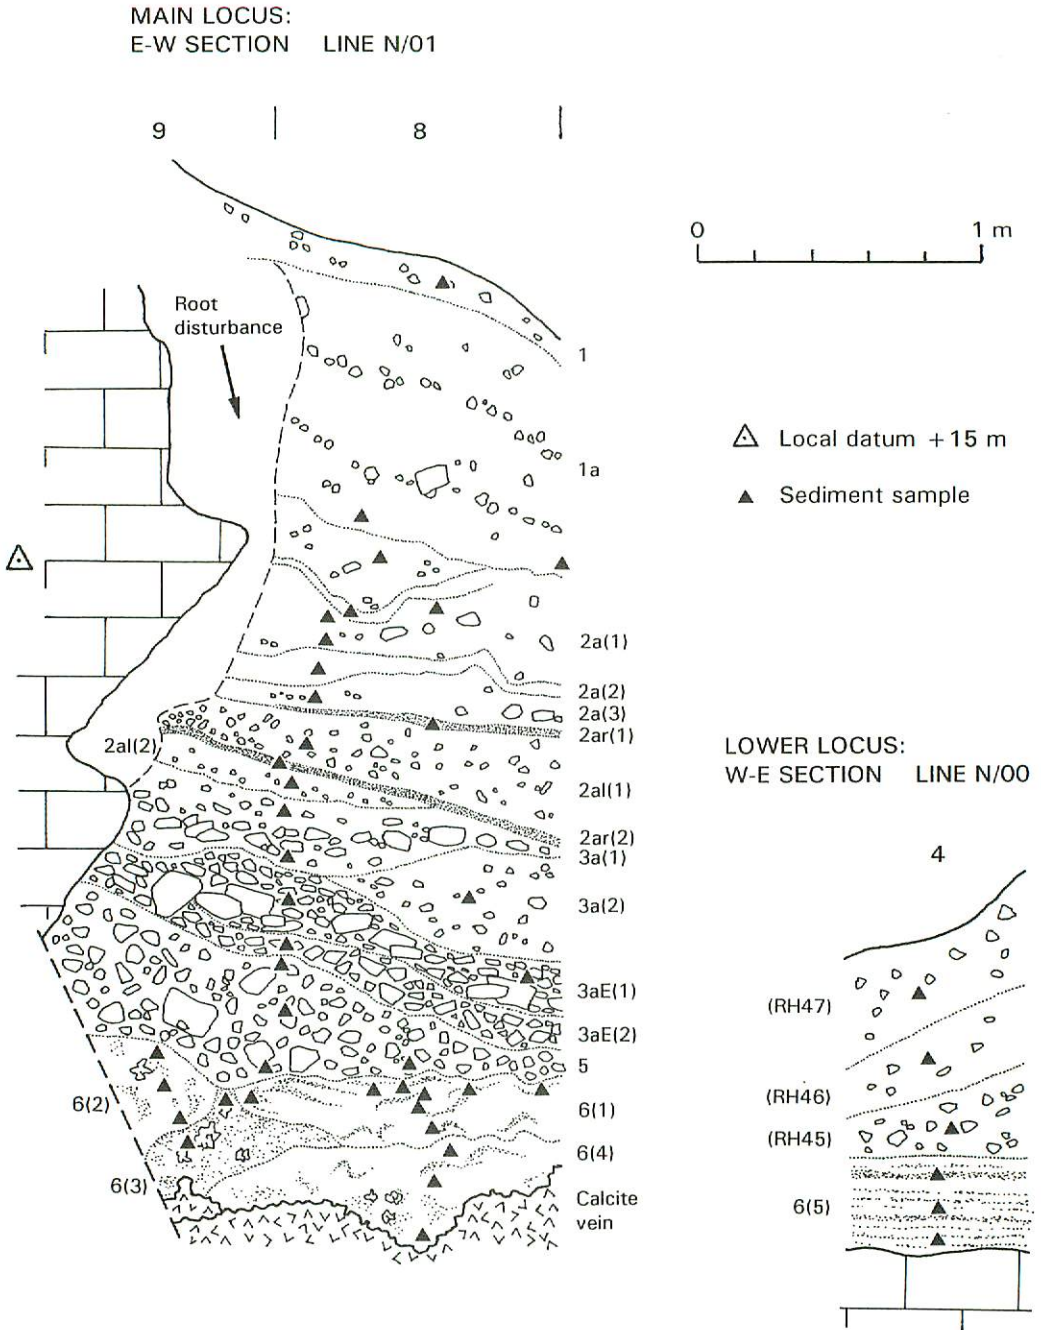 MAIN LOCUS:
E-W SECTION LINE N/01
9
8
0
1 m
Root
disturbance
1
1a
Local datum +15 m
Sediment sample
2a(1)
2a(2)
2a(3)
2ar(1)
2al(2)
2al(1)
2ar(2)
3a(1)
3a(2)
3aE(1)
3aE(2)
5
6(2)
6(1)
6(4)
6(3)
Calcite
vein
LOWER LOCUS:
W-E SECTION LINE N/00
4
(RH47)
(RH46)
(RH45)
6(5)